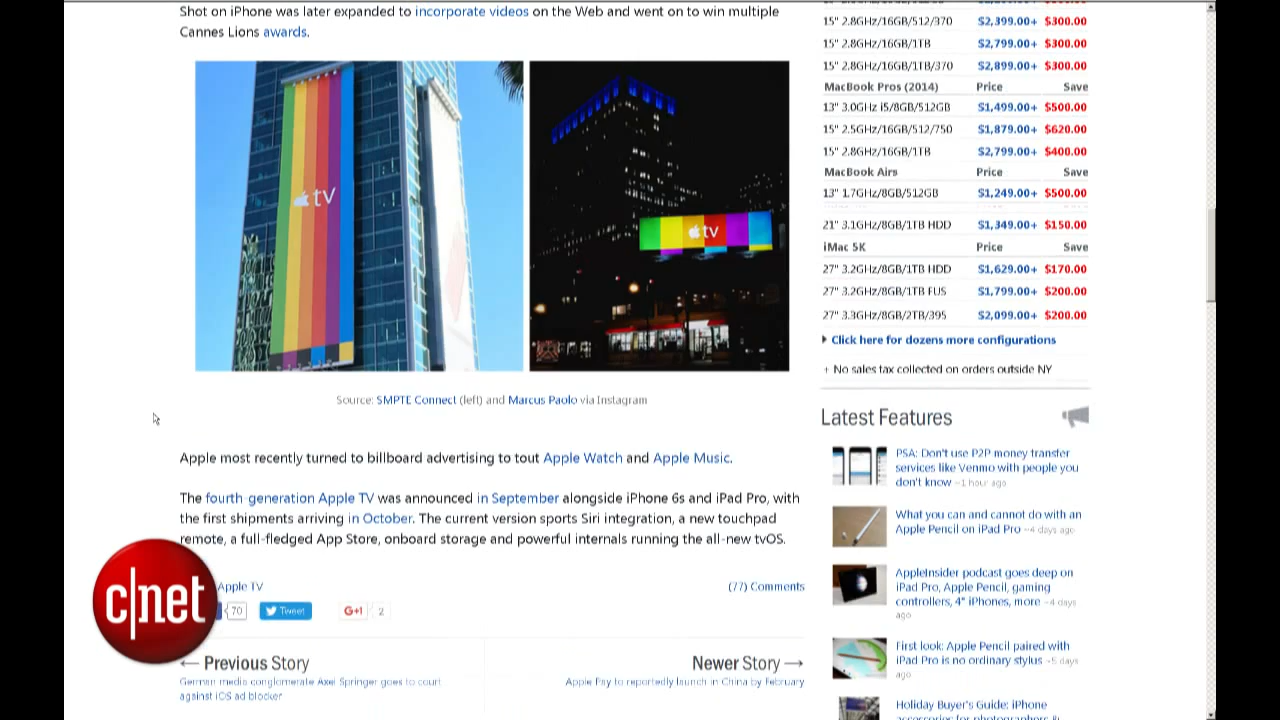 Shot on iPhone was later expanded to incorporate videos on the Web and went on to win multiple
Cannes Lions awards.
tv
tv
Source: SMPTE Connect (left) and Marcus Paolo via Instagram
Apple most recently turned to billboard advertising to tout Apple Watch and Apple Music.
The fourth-generation Apple TV was announced in September alongside iPhone 6s and iPad Pro, with
the first shipments arriving in October. The current version sports Siri integration, a new touchpad
remote, a full-fledged App Store, onboard storage and powerful internals running the all-new tvOS.
Apple TV
(77) Comments
70
Tweet
G+1
2
c|net
← Previous Story
German media conglomerate Axel Springer goes to court
against iOS ad blocker
Newer Story →
Apple Pay to reportedly launch in China by February
15" 2.8GHz/16GB/512/370 $2,399.00+ $300.00
15" 2.8GHz/16GB/1TB $2,799.00+ $300.00
15" 2.8GHz/16GB/1TB/370 $2,899.00+ $300.00
MacBook Pros (2014) Price Save
13" 3.0GHz i5/8GB/512GB $1,499.00+ $500.00
15" 2.5GHz/16GB/512/750 $1,879.00+ $620.00
15" 2.8GHz/16GB/1TB $2,799.00+ $400.00
MacBook Airs Price Save
13" 1.7GHz/8GB/512GB $1,249.00+ $500.00
21" 3.1GHz/8GB/1TB HDD $1,349.00+ $150.00
iMac 5K Price Save
27" 3.2GHz/8GB/1TB HDD $1,629.00+ $170.00
27" 3.2GHz/8GB/1TB FUS $1,799.00+ $200.00
27" 3.3GHz/8GB/2TB/395 $2,099.00+ $200.00
Click here for dozens more configurations
+ No sales tax collected on orders outside NY
Latest Features
PSA: Don't use P2P money transfer
services like Venmo with people you
don't know ~1 hour ago
What you can and cannot do with an
Apple Pencil on iPad Pro ~4 days ago
AppleInsider podcast goes deep on
iPad Pro, Apple Pencil, gaming
controllers, 4" iPhones, more ~4 days
ago
First look: Apple Pencil paired with
iPad Pro is no ordinary stylus ~5 days
ago
Holiday Buyer's Guide: iPhone
accessories for photographers &